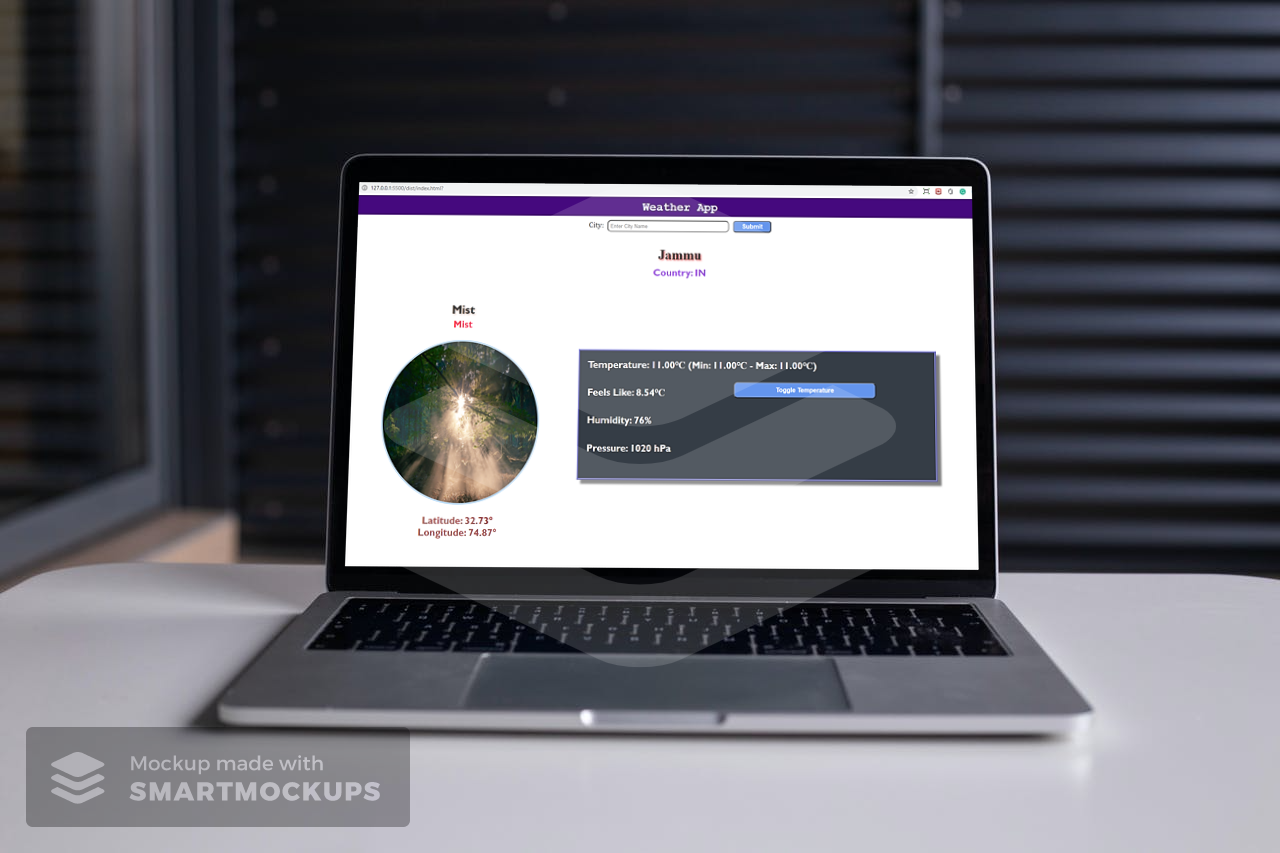 127.0.0.1:5500/dist/index.html?
Weather App
City: Enter City Name Submit
Jammu
Country: IN
Mist
Mist
Temperature: 11.00°C (Min: 11.00°C - Max: 11.00°C)
Feels Like: 8.54°C
Toggle Temperature
Humidity: 76%
Pressure: 1020 hPa
Latitude: 32.73°
Longitude: 74.87°
Mockup made with
SMARTMOCKUPS